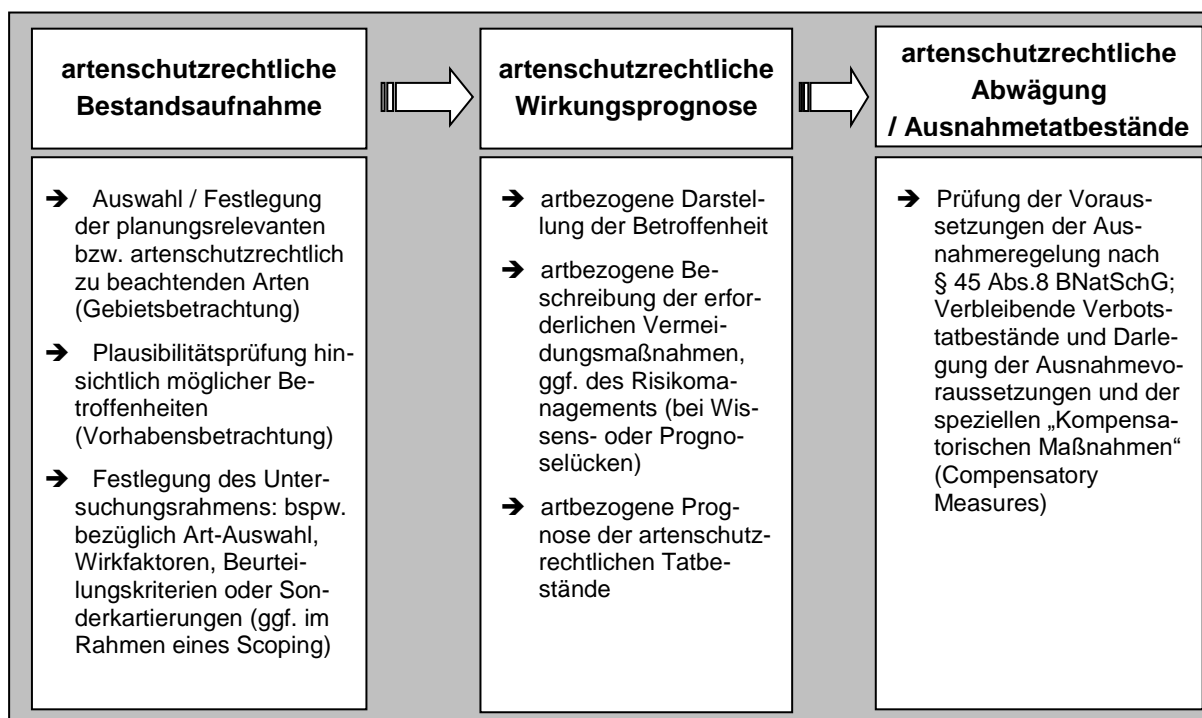 artenschutzrechtliche
Bestandsaufnahme
➔ Auswahl / Festlegung
der planungsrelevanten
bzw. artenschutzrechtlich
zu beachtenden Arten
(Gebietsbetrachtung)
➔ Plausibilitätsprüfung hin-
sichtlich möglicher Be-
troffenheiten
(Vorhabensbetrachtung)
➔ Festlegung des Unter-
suchungsrahmens: bspw.
bezüglich Art-Auswahl,
Wirkfaktoren, Beurtei-
lungskriterien oder Son-
derkartierungen (ggf. im
Rahmen eines Scoping)
artenschutzrechtliche
Wirkungsprognose
➔ artbezogene Darstel-
lung der Betroffenheit
➔ artbezogene Be-
schreibung der erfor-
derlichen Vermei-
dungsmaßnahmen,
ggf. des Risikoma-
nagements (bei Wis-
sens- oder Progno-
selücken)
➔ artbezogene Prog-
nose der artenschutz-
rechtlichen Tatbe-
stände
artenschutzrechtliche
Abwägung
/ Ausnahmetatbestände
➔ Prüfung der Voraus-
setzungen der Aus-
nahmeregelung nach
§ 45 Abs.8 BNatSchG;
Verbleibende Verbots-
tatbestände und Darle-
gung der Ausnahmevo-
raussetzungen und der
speziellen „Kompensa-
torischen Maßnahmen“
(Compensatory
Measures)